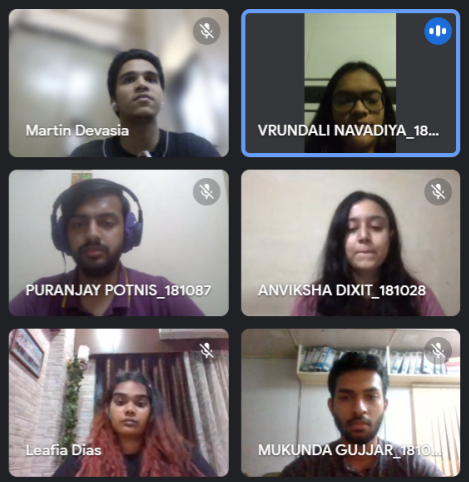 Martin Devasia
VRUNDALI NAVADIYA_18...
PURANJAY POTNIS_181087
ANVIKSHA DIXIT_181028
Leafia Dias
MUKUNDA GUJJAR_1810...